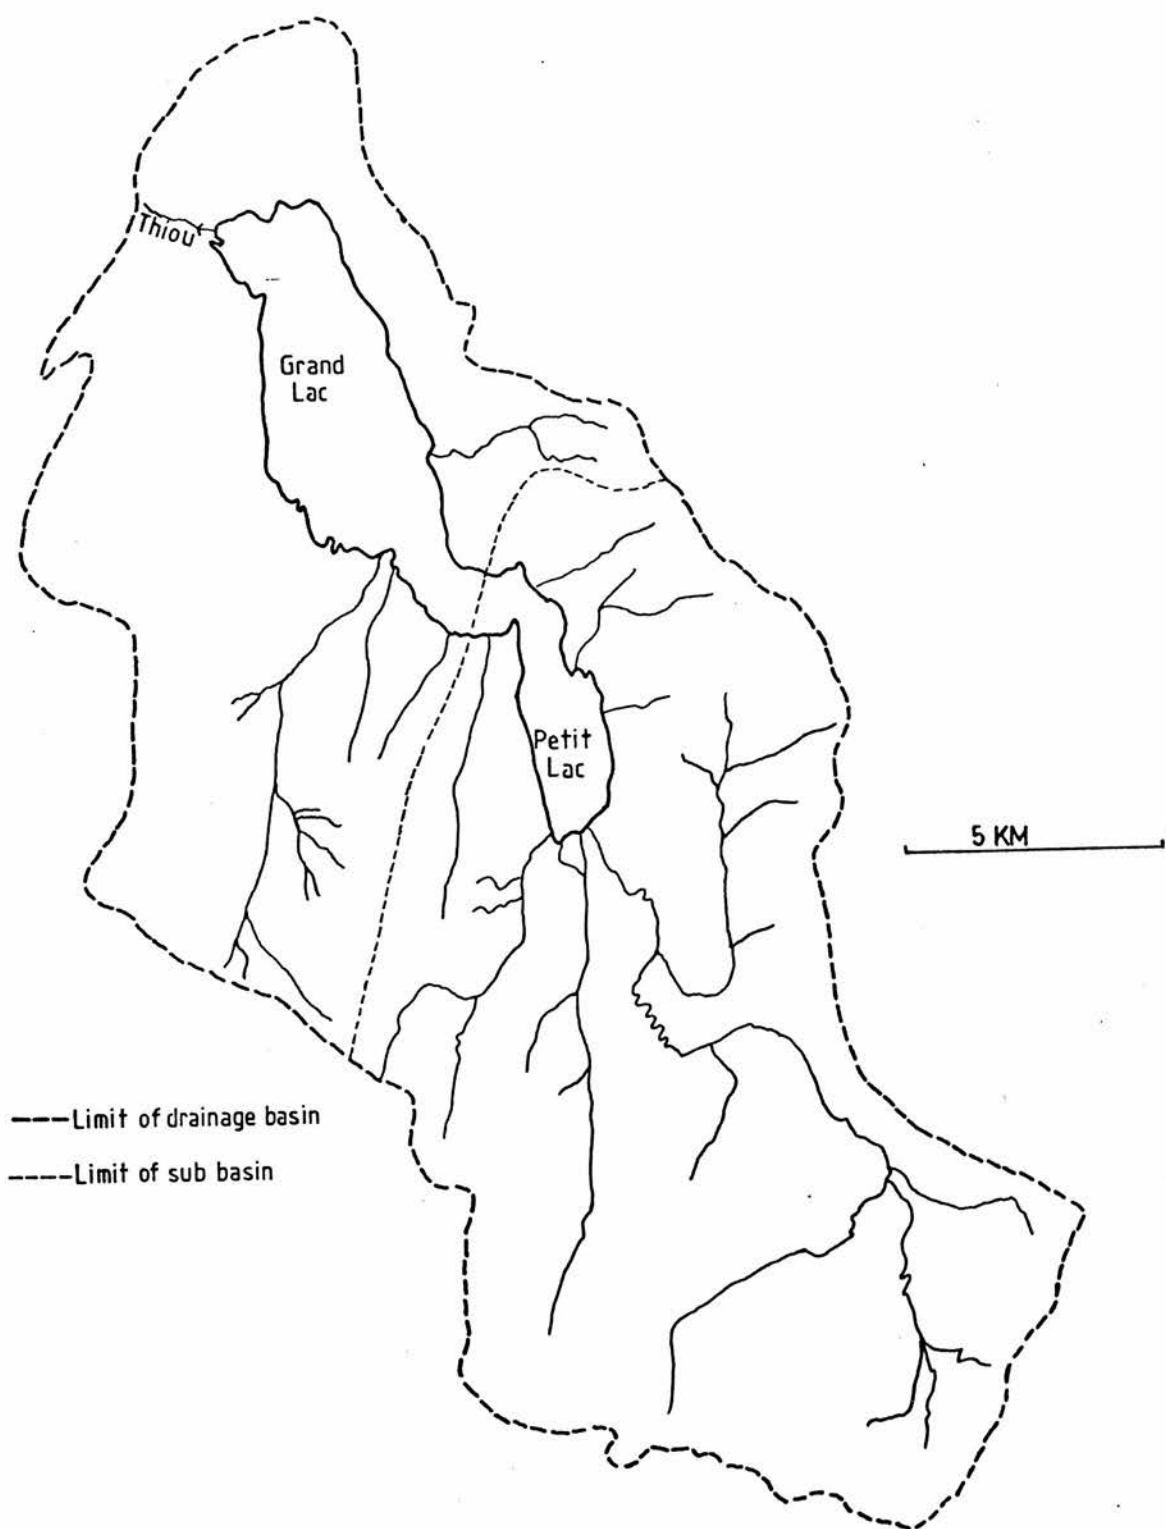 Thiou
Grand
Lac
Petit
Lac
5 KM
Limit of drainage basin
Limit of sub basin